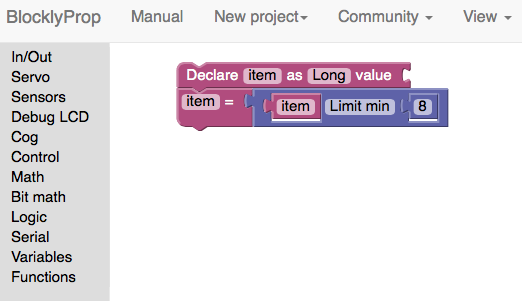 BlocklyProp Manual New project Community View
In/Out
Servo
Sensors
Debug LCD
Cog
Control
Math
Bit math
Logic
Serial
Variables
Functions
Declare item as Long value
item = item Limit min 8